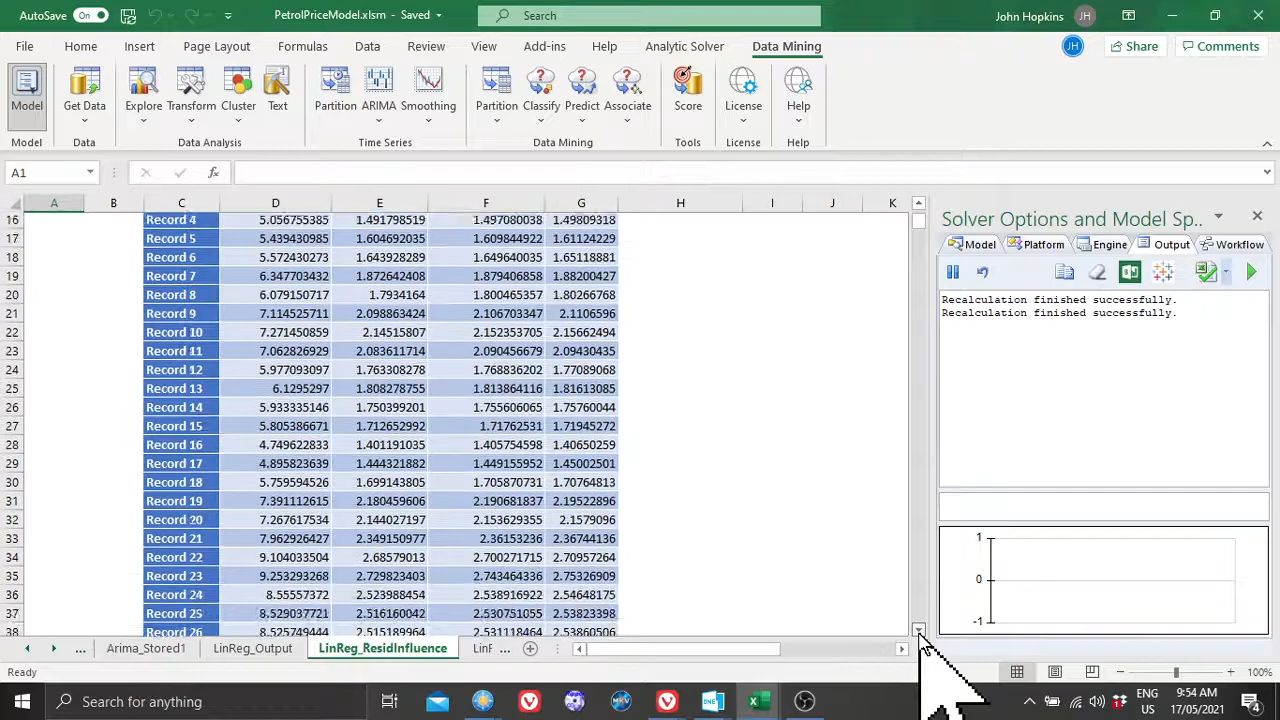 AutoSave On PetrolPriceModel.xlsm - Saved Search John Hopkins JH
File Home Insert Page Layout Formulas Data Review View Add-ins Help Analytic Solver Data Mining JH Share Comments
Model Get Data Explore Transform Cluster Text Partition ARIMA Smoothing Partition Classify Predict Associate Score License Help
Model Data Data Analysis Time Series Data Mining Tools License Help
A1 fx
A B C D E F G H I J K
16 Record 4 5.056755385 1.491798519 1.497080038 1.49809318
17 Record 5 5.439430985 1.604692035 1.609844922 1.61124229
18 Record 6 5.572430273 1.643928289 1.649640035 1.65118881
19 Record 7 6.347703432 1.872642408 1.879406858 1.88200427
20 Record 8 6.079150717 1.7934164 1.800465357 1.80266768
21 Record 9 7.114525711 2.098863424 2.106703347 2.1106596
22 Record 10 7.271450859 2.14515807 2.152353705 2.15662494
23 Record 11 7.062826929 2.083611714 2.090456679 2.09430435
24 Record 12 5.977093097 1.763308278 1.768836202 1.77089068
25 Record 13 6.1295297 1.808278755 1.813864116 1.81613085
26 Record 14 5.933335146 1.750399201 1.755606065 1.75760044
27 Record 15 5.805386671 1.712652992 1.71762531 1.71945272
28 Record 16 4.749622833 1.401191035 1.405754598 1.40650259
29 Record 17 4.895823639 1.444321882 1.449155952 1.45002501
30 Record 18 5.759594526 1.699143805 1.705870731 1.70764813
31 Record 19 7.391112615 2.180459606 2.190681837 2.19522896
32 Record 20 7.267617534 2.144027197 2.153629355 2.1579096
33 Record 21 7.962926427 2.349150977 2.36153236 2.36744136
34 Record 22 9.104033504 2.68579013 2.700271715 2.70957264
35 Record 23 9.253293268 2.729823403 2.743464336 2.75326909
36 Record 24 8.55557372 2.523988454 2.538916922 2.54648175
37 Record 25 8.529037721 2.516160042 2.530751055 2.53823398
38 Record 26 8.525749444 2.515189964 2.531118464 2.53860506
Solver Options and Model Sp..
Model Platform Engine Output Workflow
Recalculation finished successfully.
Recalculation finished successfully.
1
0
-1
... Arima_Stored1 LinReg_Output LinReg_ResidInfluence LinF ...
Ready 100%
Search for anything ENG 9:54 AM
US 17/05/2021 4